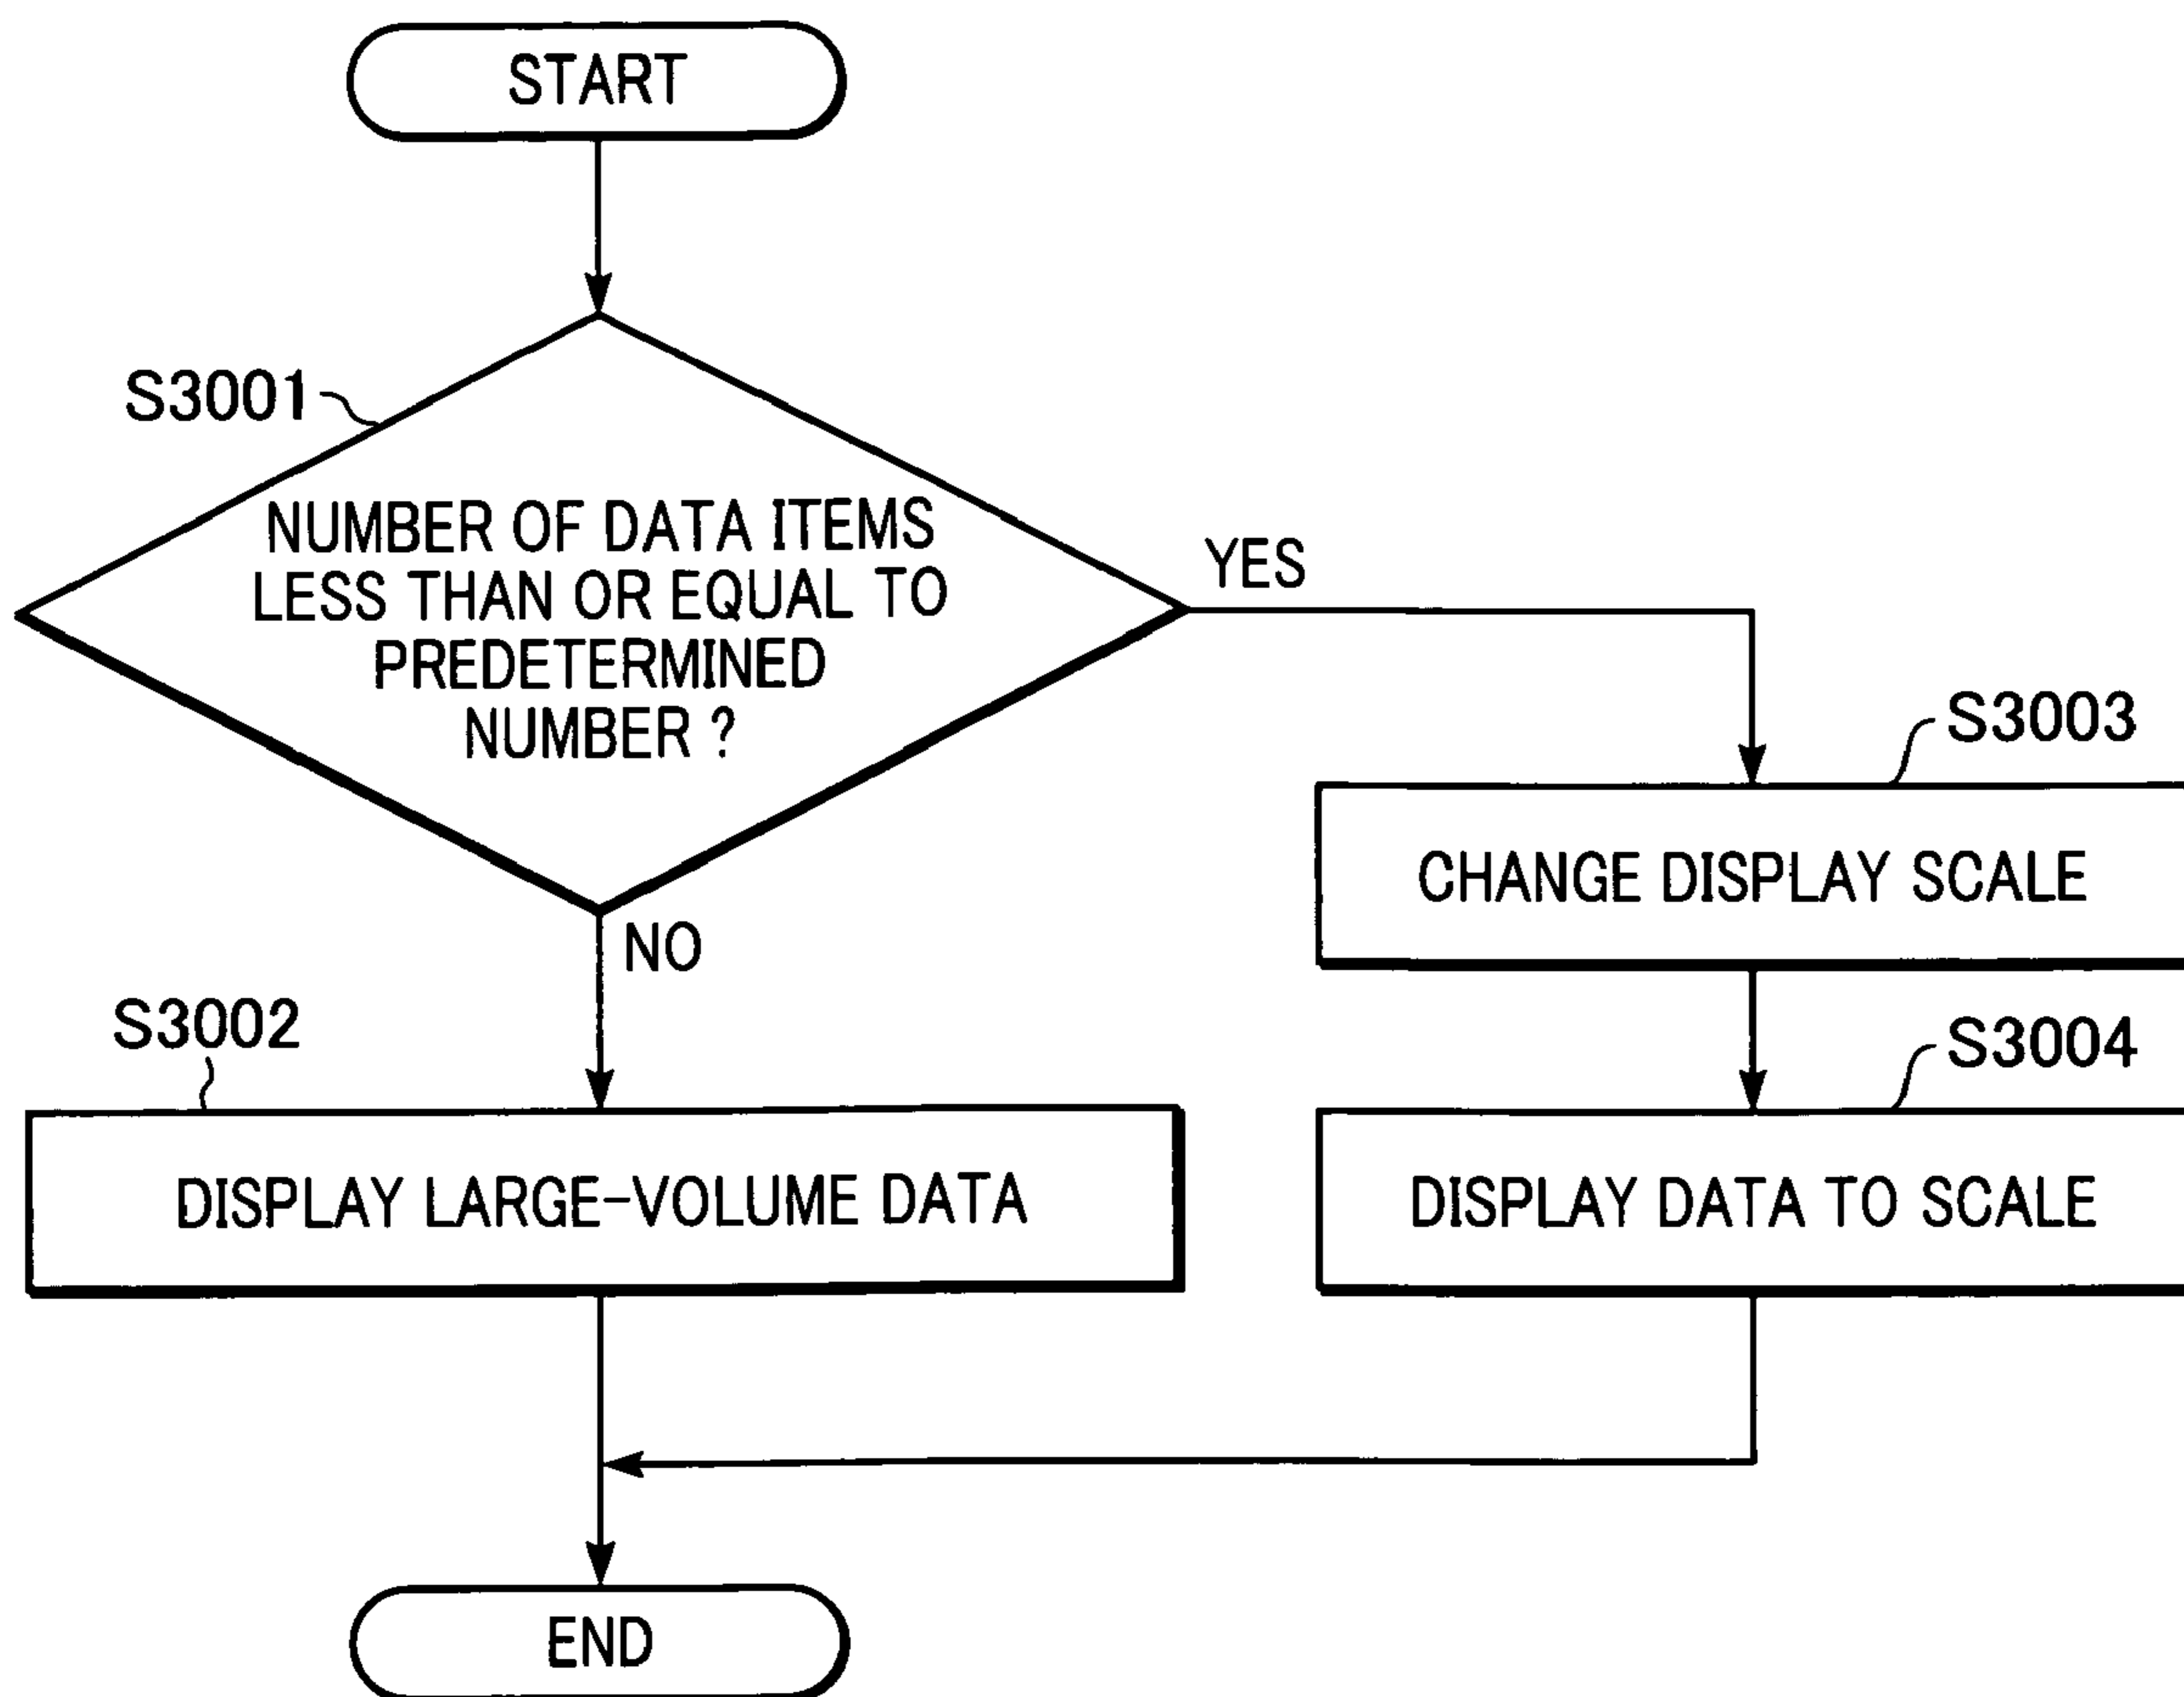 START
S3001
NUMBER OF DATA ITEMS
LESS THAN OR EQUAL TO
PREDETERMINED
NUMBER ?
YES
NO
S3003
CHANGE DISPLAY SCALE
S3002
DISPLAY LARGE-VOLUME DATA
S3004
DISPLAY DATA TO SCALE
END